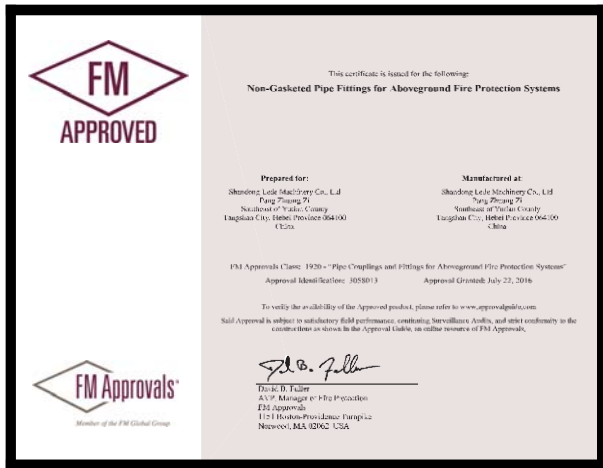 FM
APPROVED
This certificate is issued for the following:
Non-Gasketed Pipe Fittings for Aboveground Fire Protection Systems
Prepared for:
Shandong Lede Machinery Co., Ltd
Pang Zhuang Zi
Southeast of Yutian County
Tangshan City, Hebei Province 064100
China
Manufactured at:
Shandong Lede Machinery Co., Ltd
Pang Zhuang Zi
Southeast of Yutian County
Tangshan City, Hebei Province 064100
China
FM Approvals Class: 1920 - "Pipe Couplings and Fittings for Aboveground Fire Protection Systems"
Approval Identification: 3058013 Approval Granted: July 22, 2016
To verify the availability of the Approved product, please refer to www.approvalguide.com
Said Approval is subject to satisfactory field performance, continuing Surveillance Audits, and strict conformity to the
constructions as shown in the Approval Guide, an online resource of FM Approvals.
David B. Fuller
AVP, Manager of Fire Protection
FM Approvals
1151 Boston-Providence Turnpike
Norwood, MA 02062 USA
FM Approvals
Member of the FM Global Group